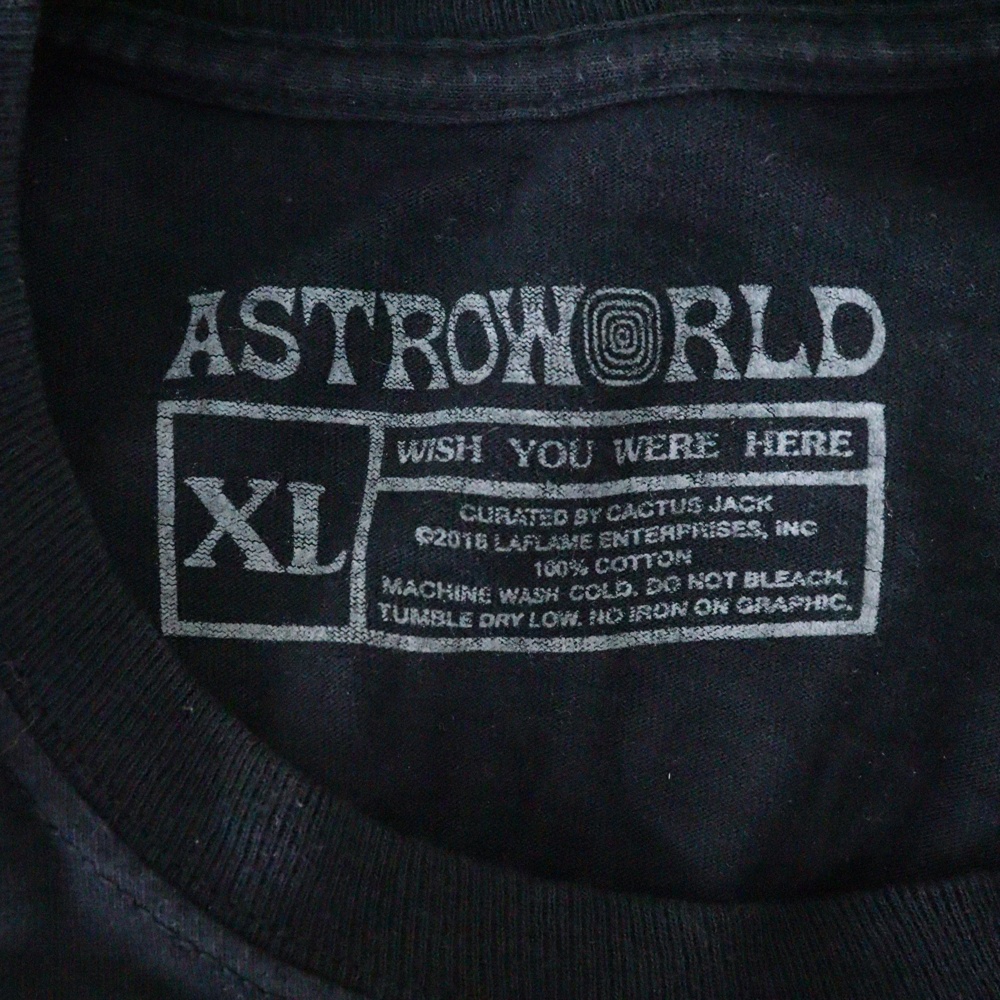 ASTROWORLD
XL
WISH YOU WERE HERE
CURATED BY CACTUS JACK
©2018 LAFLAME ENTERPRISES, INC
100% COTTON
MACHINE WASH COLD. DO NOT BLEACH.
TUMBLE DRY LOW. NO IRON ON GRAPHIC.